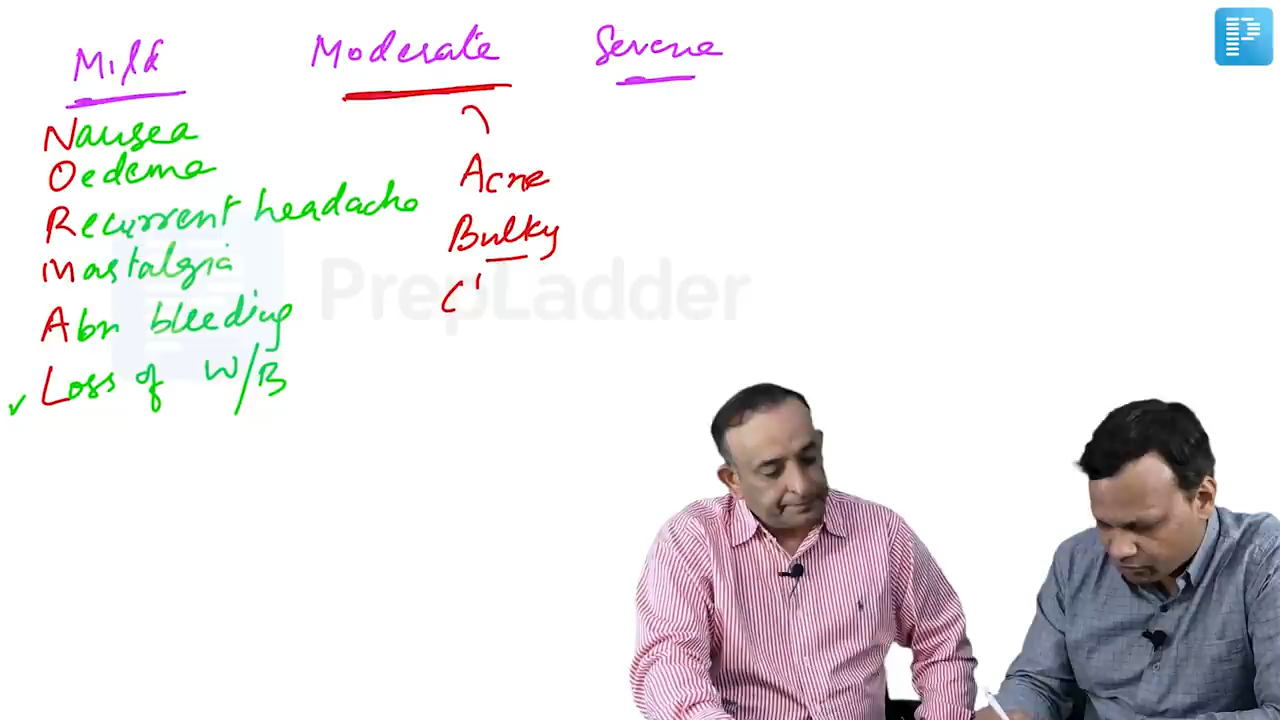 Mild
Moderate
Severe
Nausea
Oedema
Recurrent headache
Mastalgia
Abn bleeding
Loss of W/B
Acne
Bulky
C
PrepLadder